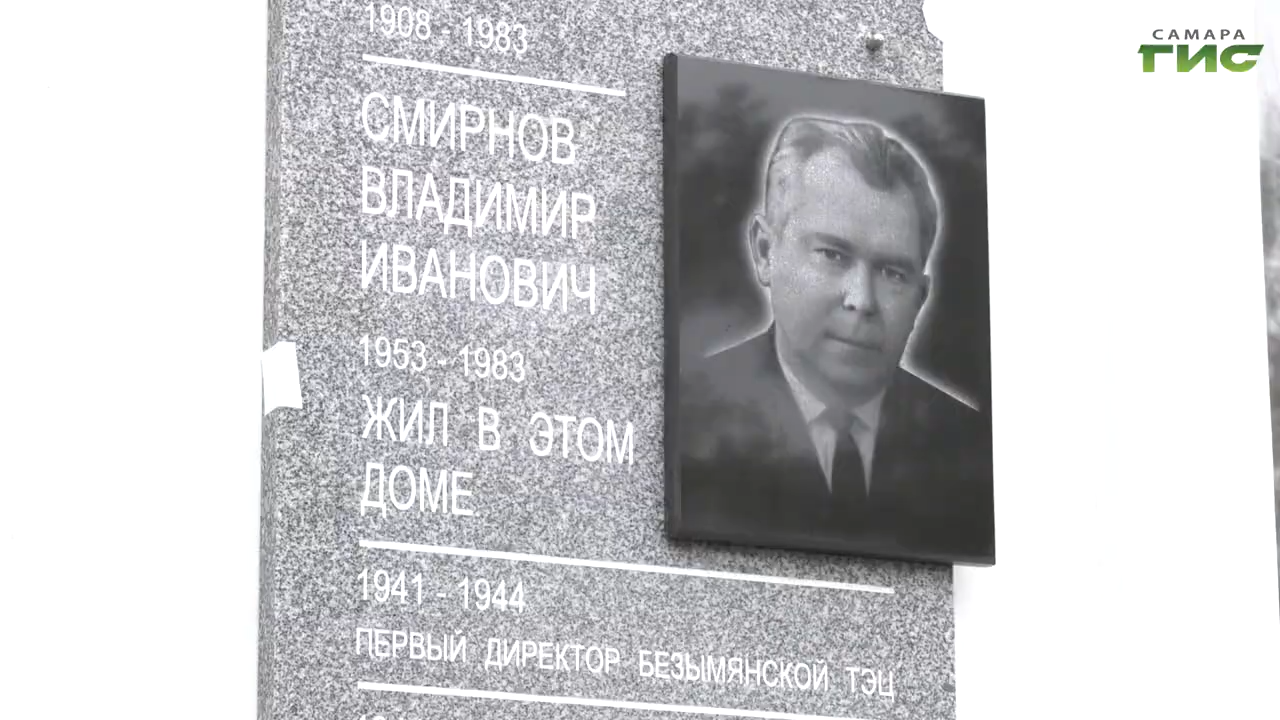 САМАРА
ГИС
1908 - 1983
СМИРНОВ
ВЛАДИМИР
ИВАНОВИЧ
1953 - 1983
ЖИЛ В ЭТОМ
ДОМЕ
1941 - 1944
ПЕРВЫЙ ДИРЕКТОР БЕЗЫМЯНСКОЙ ТЭЦ